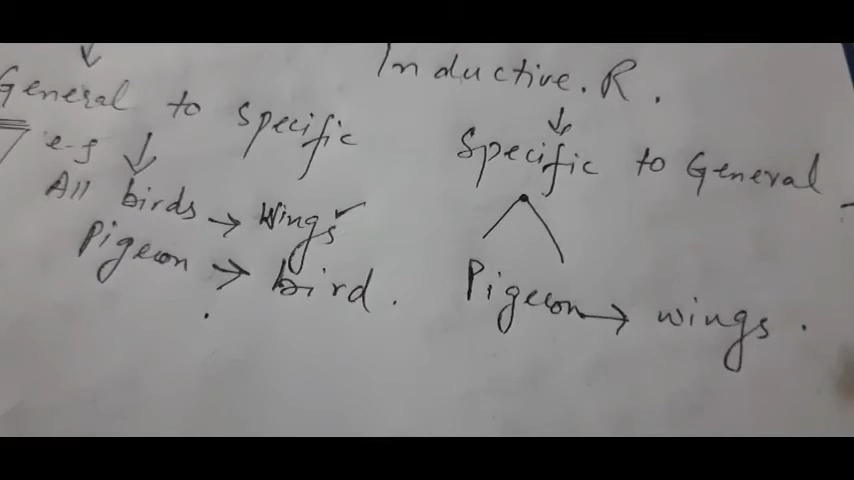 General to specific
e-g
All birds → Wings ✓
Pigeon → bird.
Inductive. R.
Specific to General
Pigeon → wings.